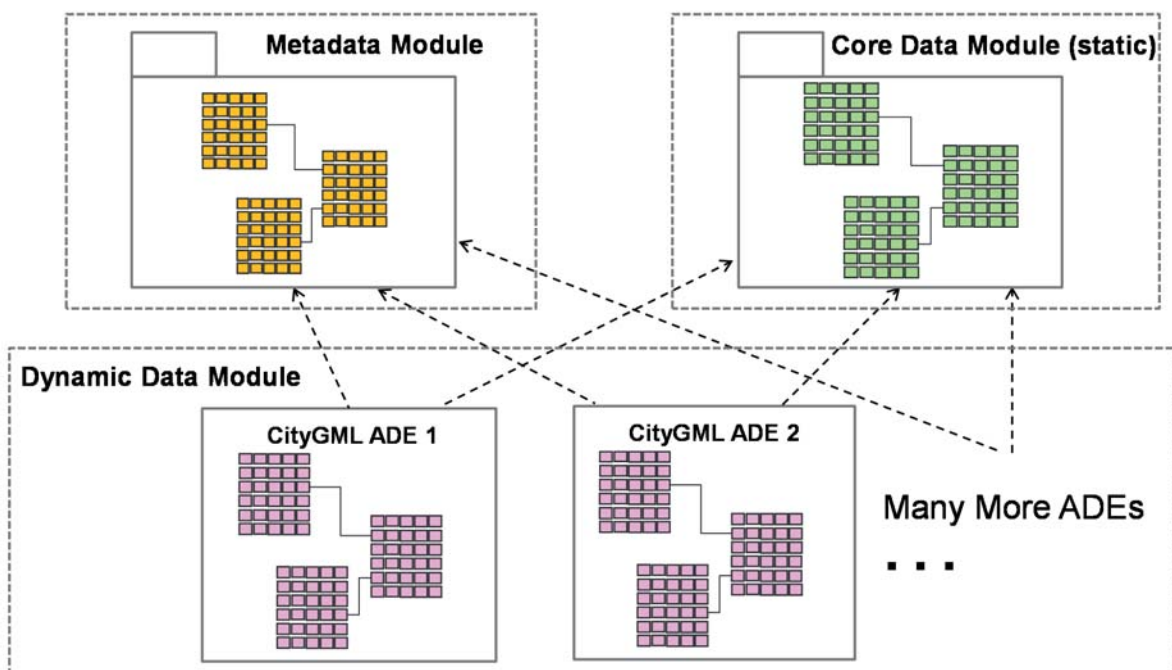 Metadata Module
Core Data Module (static)
Dynamic Data Module
CityGML ADE 1
CityGML ADE 2
Many More ADEs
. . .